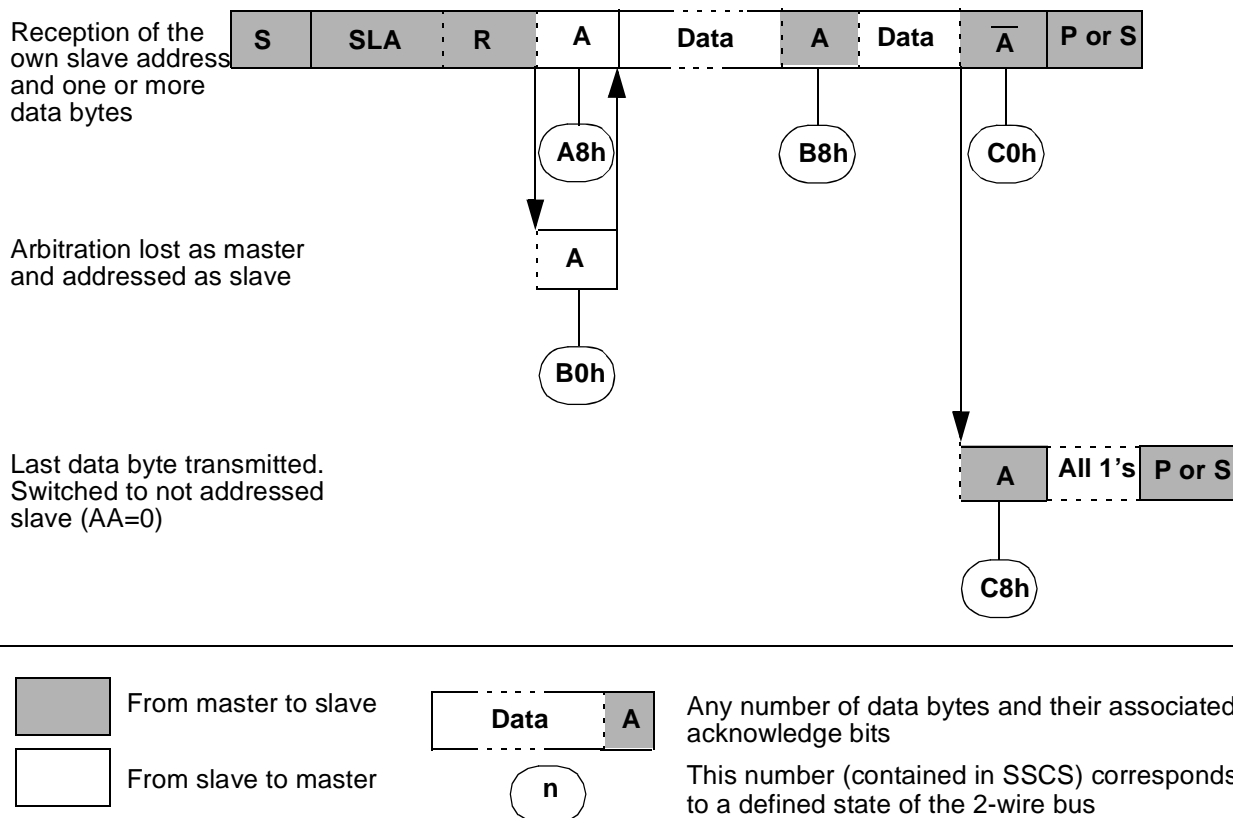 Reception of the
own slave address
and one or more
data bytes
S SLA R A Data A Data A̅ P or S
A8h B8h C0h
Arbitration lost as master
and addressed as slave
A
B0h
Last data byte transmitted.
Switched to not addressed
slave (AA=0)
A All 1's P or S
C8h
From master to slave
From slave to master
Data A
n
Any number of data bytes and their associated
acknowledge bits
This number (contained in SSCS) corresponds
to a defined state of the 2-wire bus